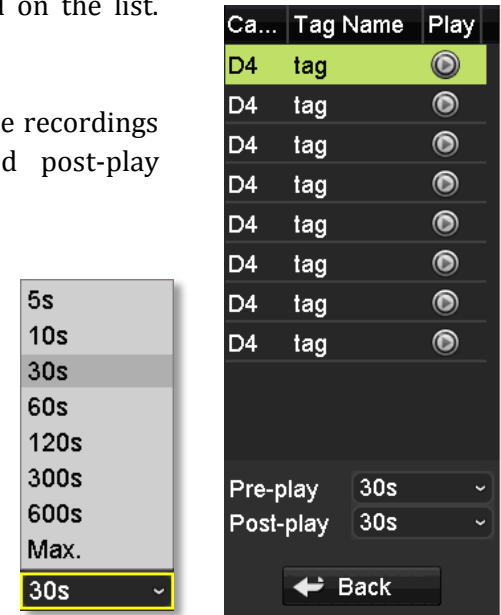 on the list.
e recordings
d post-play
5s
10s
30s
60s
120s
300s
600s
Max.
30s
Ca... Tag Name Play
D4 tag
D4 tag
D4 tag
D4 tag
D4 tag
D4 tag
D4 tag
D4 tag
Pre-play 30s
Post-play 30s
Back